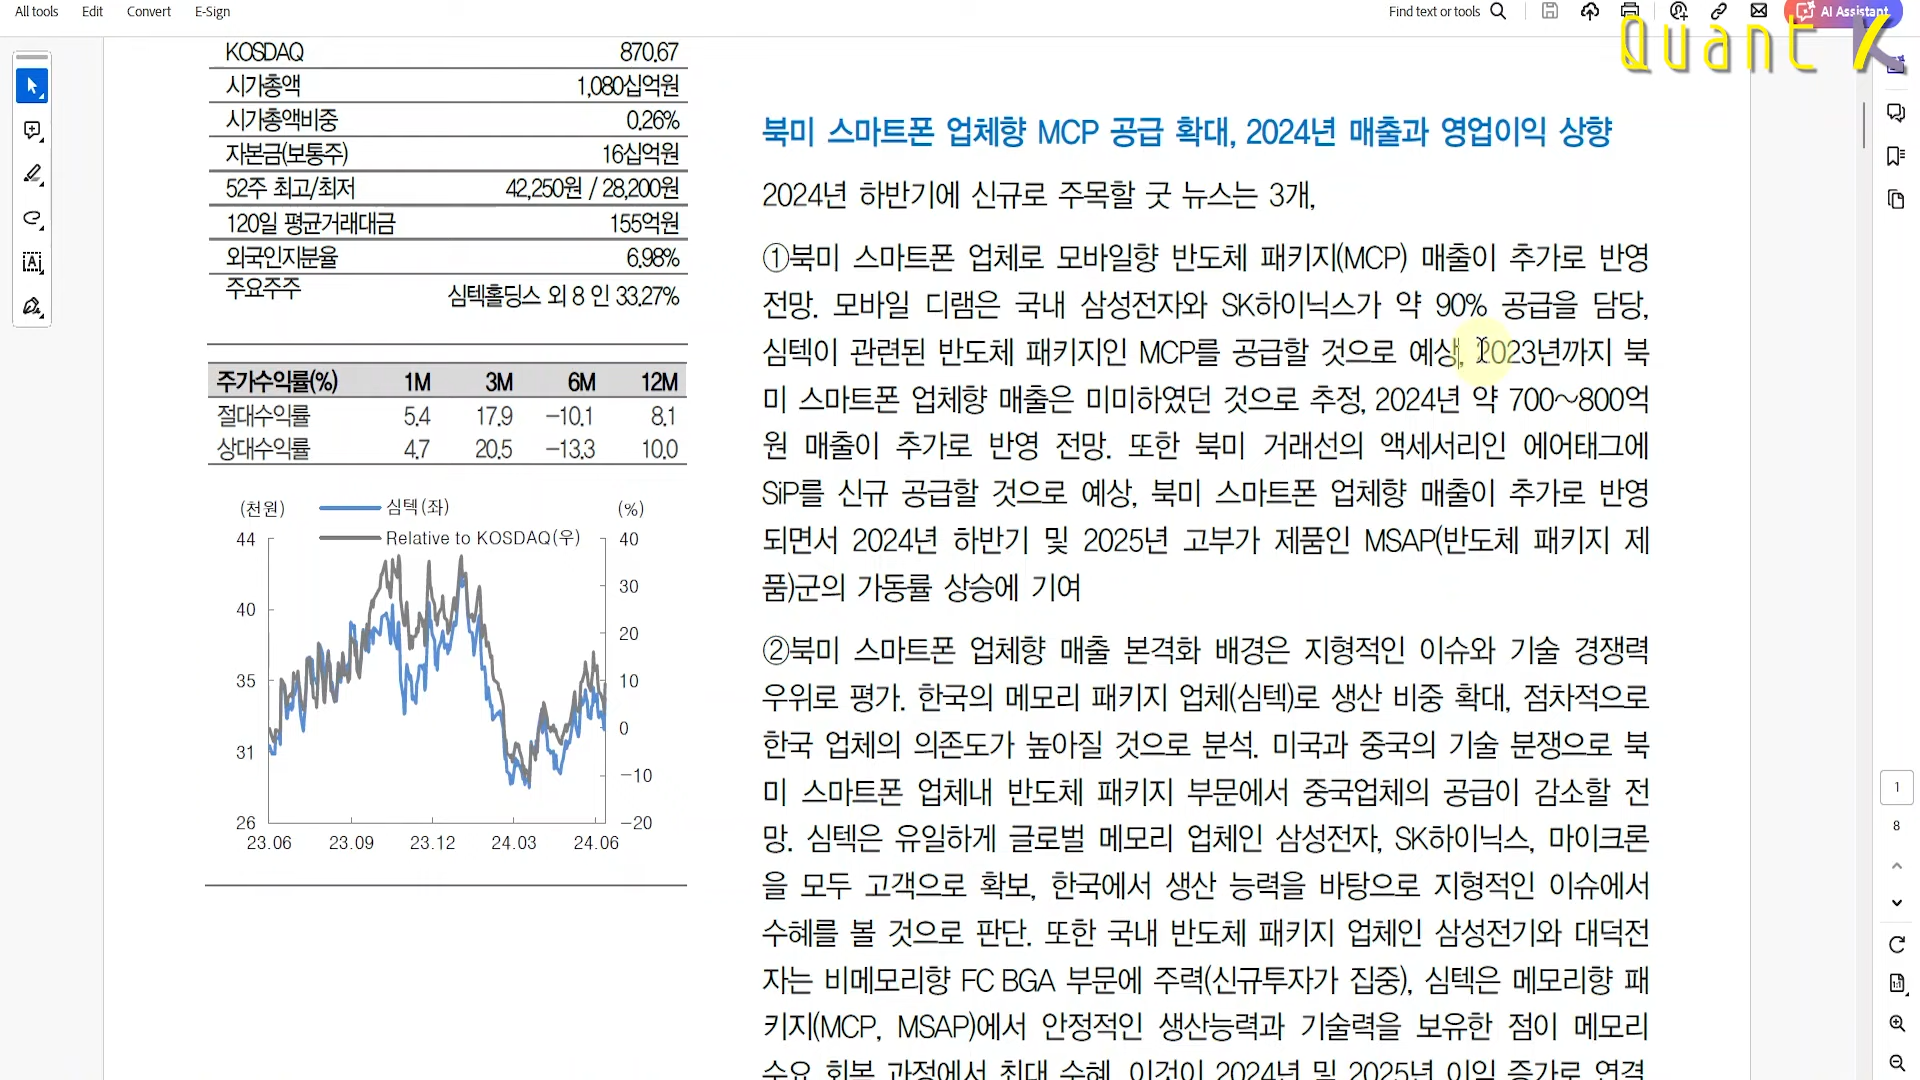 All tools Edit Convert E-Sign
Find text or tools
AI Assistant
Quant K
KOSDAQ 870.67
시가총액 1,080십억원
시가총액비중 0.26%
자본금(보통주) 16십억원
52주 최고/최저 42,250원 / 28,200원
120일 평균거래대금 155억원
외국인지분율 6.98%
주요주주 심텍홀딩스 외 8 인 33.27%
주가수익률(%) 1M 3M 6M 12M
절대수익률 5.4 17.9 -10.1 8.1
상대수익률 4.7 20.5 -13.3 10.0
(천원) 심텍(좌) (%)
Relative to KOSDAQ(우)
44 40
30
40
20
35 10
31 0
-10
26 -20
23.06 23.09 23.12 24.03 24.06
북미 스마트폰 업체향 MCP 공급 확대, 2024년 매출과 영업이익 상향
2024년 하반기에 신규로 주목할 굿 뉴스는 3개,
①북미 스마트폰 업체로 모바일향 반도체 패키지(MCP) 매출이 추가로 반영
전망. 모바일 디램은 국내 삼성전자와 SK하이닉스가 약 90% 공급을 담당,
심텍이 관련된 반도체 패키지인 MCP를 공급할 것으로 예상, 2023년까지 북
미 스마트폰 업체향 매출은 미미하였던 것으로 추정, 2024년 약 700~800억
원 매출이 추가로 반영 전망. 또한 북미 거래선의 액세서리인 에어태그에
SiP를 신규 공급할 것으로 예상, 북미 스마트폰 업체향 매출이 추가로 반영
되면서 2024년 하반기 및 2025년 고부가 제품인 MSAP(반도체 패키지 제
품)군의 가동률 상승에 기여
②북미 스마트폰 업체향 매출 본격화 배경은 지형적인 이슈와 기술 경쟁력
우위로 평가. 한국의 메모리 패키지 업체(심텍)로 생산 비중 확대, 점차적으로
한국 업체의 의존도가 높아질 것으로 분석. 미국과 중국의 기술 분쟁으로 북
미 스마트폰 업체내 반도체 패키지 부문에서 중국업체의 공급이 감소할 전
망. 심텍은 유일하게 글로벌 메모리 업체인 삼성전자, SK하이닉스, 마이크론
을 모두 고객으로 확보, 한국에서 생산 능력을 바탕으로 지형적인 이슈에서
수혜를 볼 것으로 판단. 또한 국내 반도체 패키지 업체인 삼성전기와 대덕전
자는 비메모리향 FC BGA 부문에 주력(신규투자가 집중), 심텍은 메모리향 패
키지(MCP, MSAP)에서 안정적인 생산능력과 기술력을 보유한 점이 메모리
수요 회복 과정에서 최대 수혜, 이것이 2024년 및 2025년 이익 증가로 연결
1
8